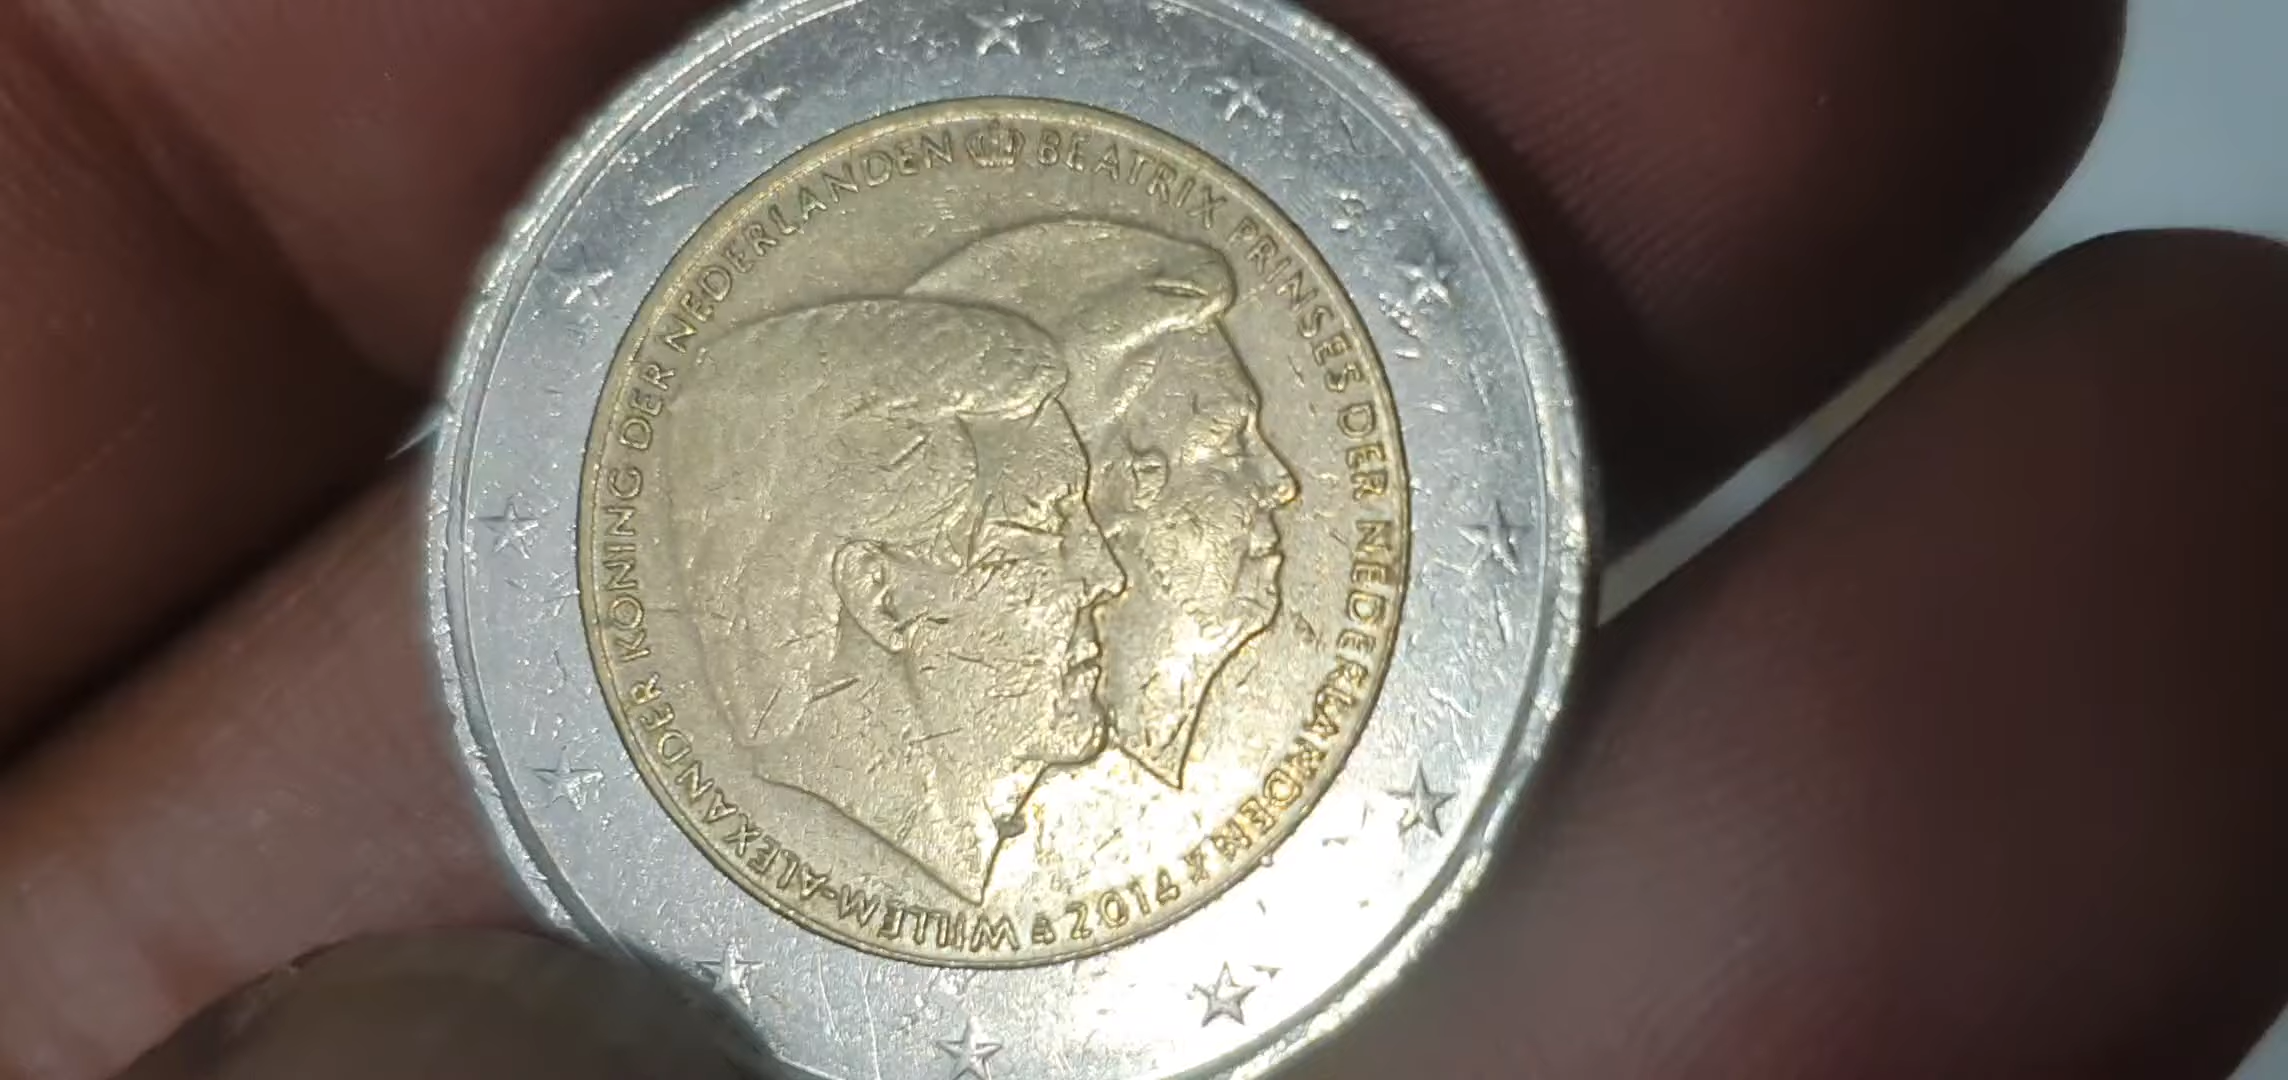 WILLEM-ALEXANDER KONING DER NEDERLANDEN
BEATRIX PRINSES DER NEDERLANDEN
2014